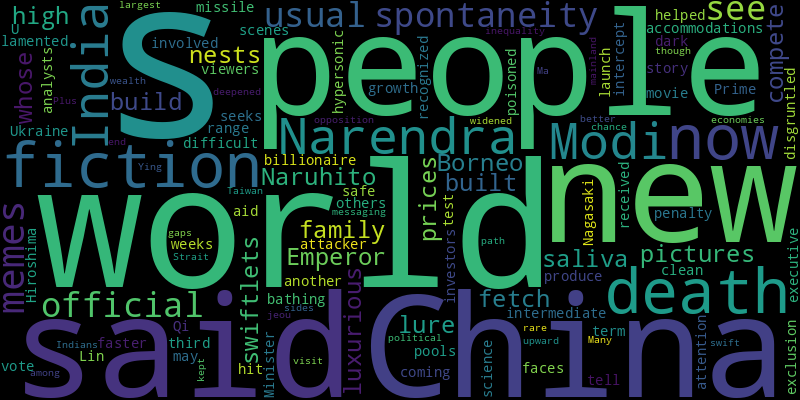 largest
missile
usual
spontaneity
helped
see
high
India
S
people
U
lamented
involved
scenes
inequality
accommodations
compete
nests
viewers
hypersonic
recognized
poisoned
Ma
mainland
launch
intercept
dark
though
whose
analysts
wealth
deepened
growth
story
movie
Prime
Plus
build
seeks
range
opposition
widened
better
chance
economies
Ukraine
difficult
Narendra
Modi
now
disgruntled
end
Ying
fiction
billionaire
Borneo
Naruhito
built
Taiwan
safe
prices
test
world
new
received
Nagasaki
penalty
memes
Hiroshima
aid
others
messaging
family
gaps
weeks
attacker
path
Strait
swiftlets
Emperor
saliva
pictures
another
investors
produce
clean
executive
luxurious
bathing
official
fetch
death
jeou
sides
intermediate
rare
said
China
Qi
third
lure
term
upward
Many
attention
exclusion
Indians
faster
Lin
may
Minister
political
pools
science
swift
vote
among
kept
hit
visit
coming
faces
tell